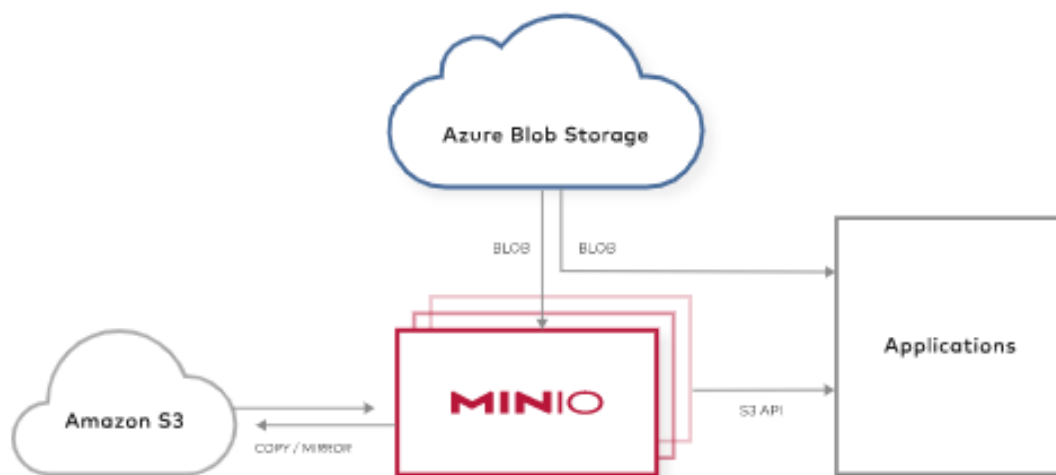 Azure Blob Storage
BLOB
BLOB
Applications
MINIO
Amazon S3
S3 API
COPY / MIRROR